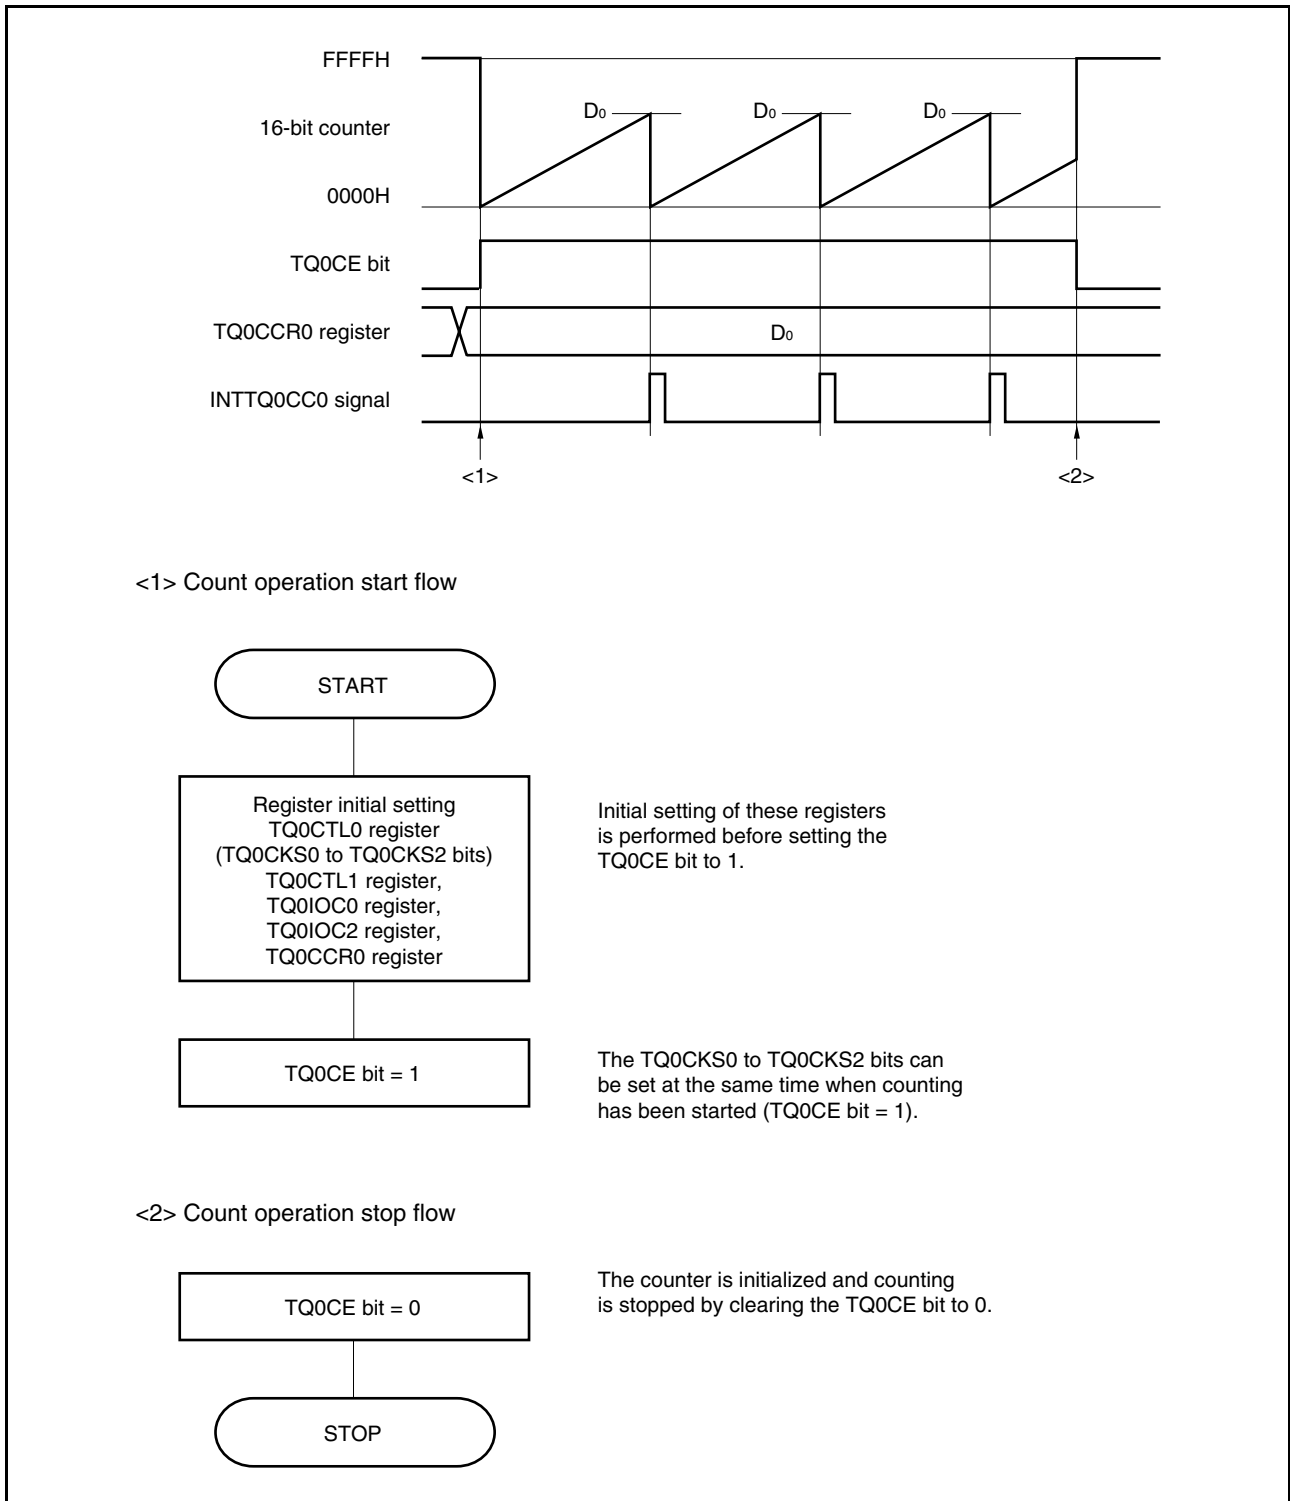 FFFFH
D0 D0 D0
16-bit counter
0000H
TQ0CE bit
TQ0CCR0 register
D0
INTTQ0CC0 signal
<1> <2>
<1> Count operation start flow
START
Register initial setting
TQ0CTL0 register
(TQ0CKS0 to TQ0CKS2 bits)
TQ0CTL1 register,
TQ0IOC0 register,
TQ0IOC2 register,
TQ0CCR0 register
Initial setting of these registers
is performed before setting the
TQ0CE bit to 1.
TQ0CE bit = 1
The TQ0CKS0 to TQ0CKS2 bits can
be set at the same time when counting
has been started (TQ0CE bit = 1).
<2> Count operation stop flow
TQ0CE bit = 0
The counter is initialized and counting
is stopped by clearing the TQ0CE bit to 0.
STOP